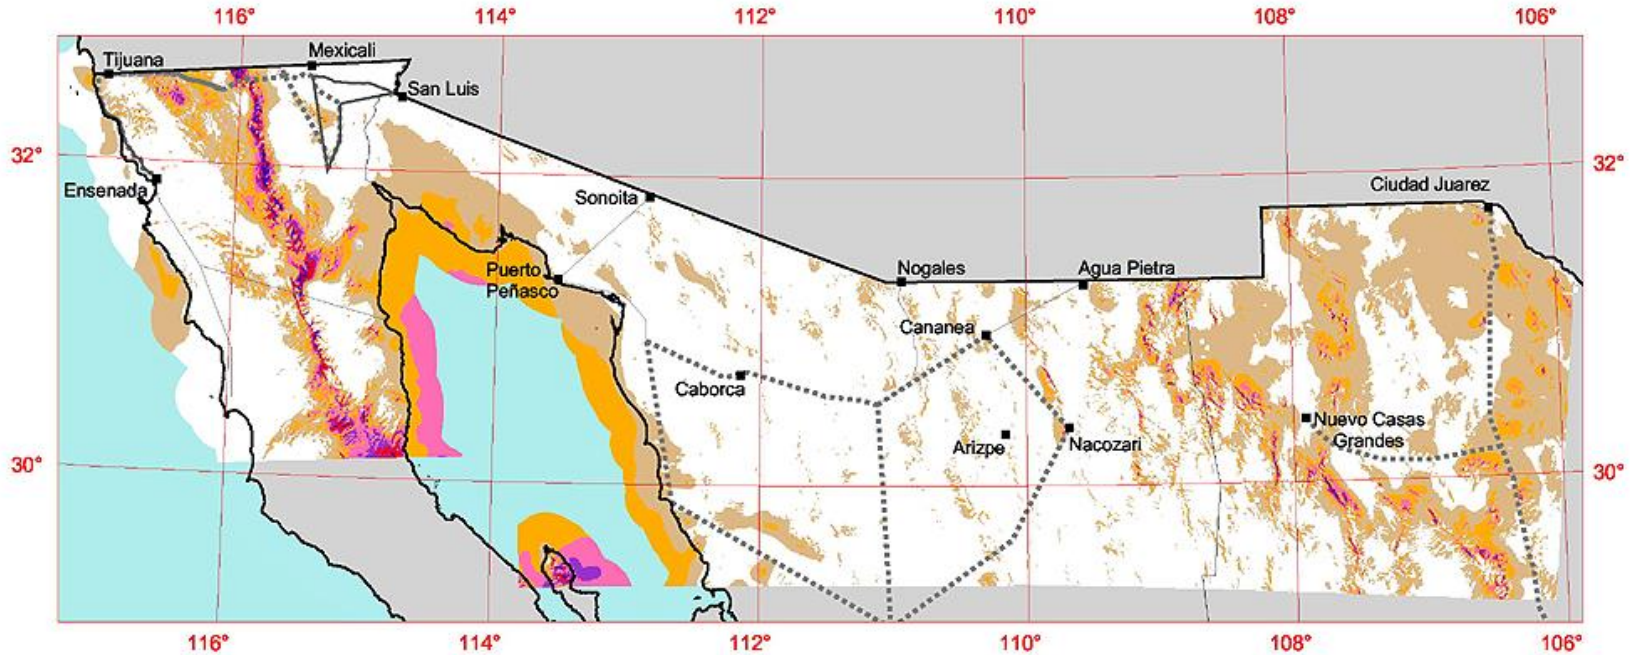 116° 114° 112° 110° 108° 106°
Tijuana
Mexicali
San Luis
32°
32°
Ensenada
Sonoita
Ciudad Juarez
Puerto
Peñasco
Nogales
Agua Pietra
Cananea
Caborca
Arizpe
Nacozari
Nuevo Casas
Grandes
30°
30°
116° 114° 112° 110° 108° 106°